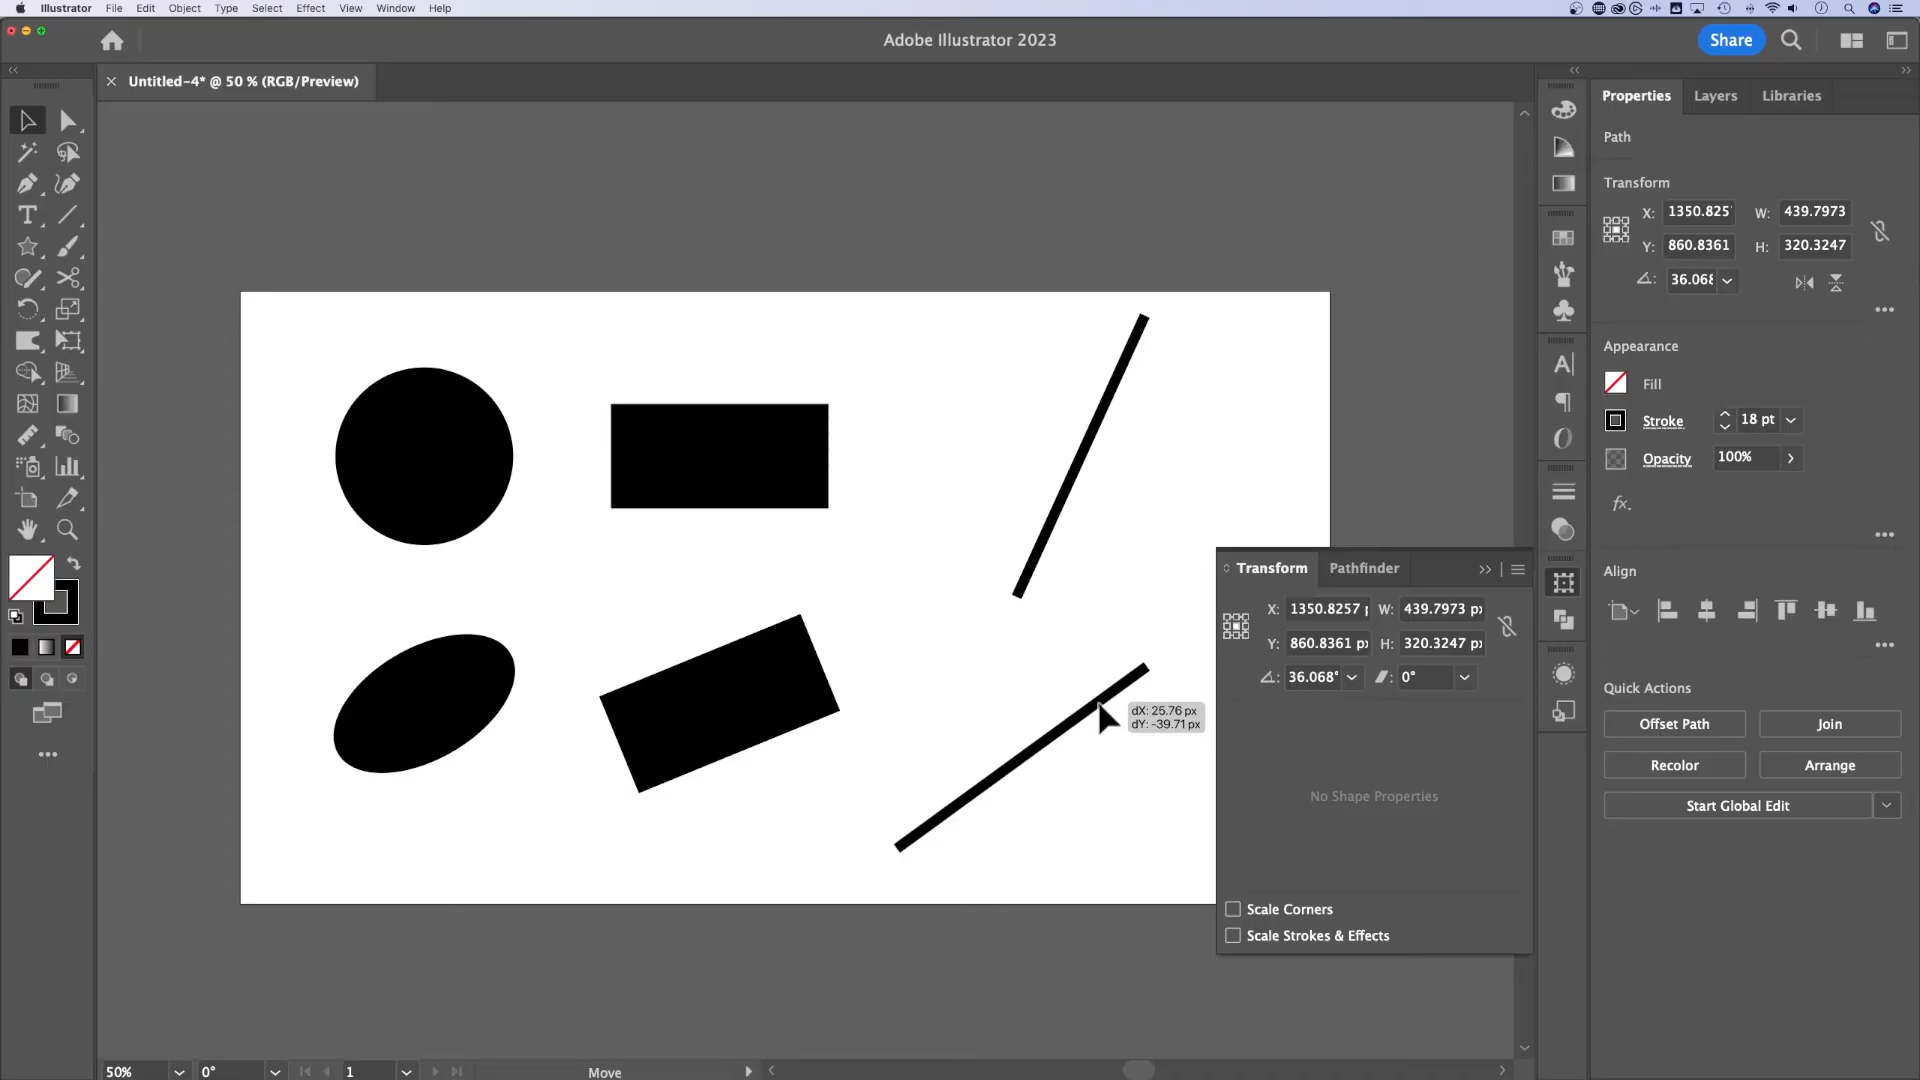 Illustrator File Edit Object Type Select Effect View Window Help
Adobe Illustrator 2023
Share
× Untitled-4* @ 50 % (RGB/Preview)
Properties Layers Libraries
Path
Transform
X: 1350.825 W: 439.7973
Y: 860.8361 H: 320.3247
36.068
Appearance
Fill
Stroke 18 pt
Opacity 100%
fx
Align
Quick Actions
Offset Path Join
Recolor Arrange
Start Global Edit
Transform Pathfinder
X: 1350.8257 p W: 439.7973 px
Y: 860.8361 px H: 320.3247 px
36.068° 0°
No Shape Properties
Scale Corners
Scale Strokes & Effects
dX: 25.76 px
dY: -39.71 px
50% 0° 1 Move